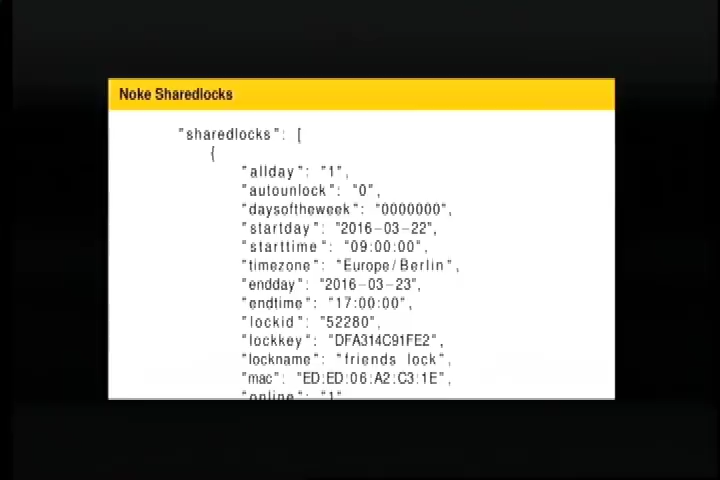 Noke Sharedlocks
"sharedlocks": [
{
"allday": "1",
"autounlock": "0",
"daysoftheweek": "0000000",
"startday": "2016-03-22",
"starttime": "09:00:00",
"timezone": "Europe/Berlin",
"endday": "2016-03-23",
"endtime": "17:00:00",
"lockid": "52280",
"lockkey": "DFA314C91FE2",
"lockname": "friends lock",
"mac": "ED:ED:06:A2:C3:1E",
"online": "1"